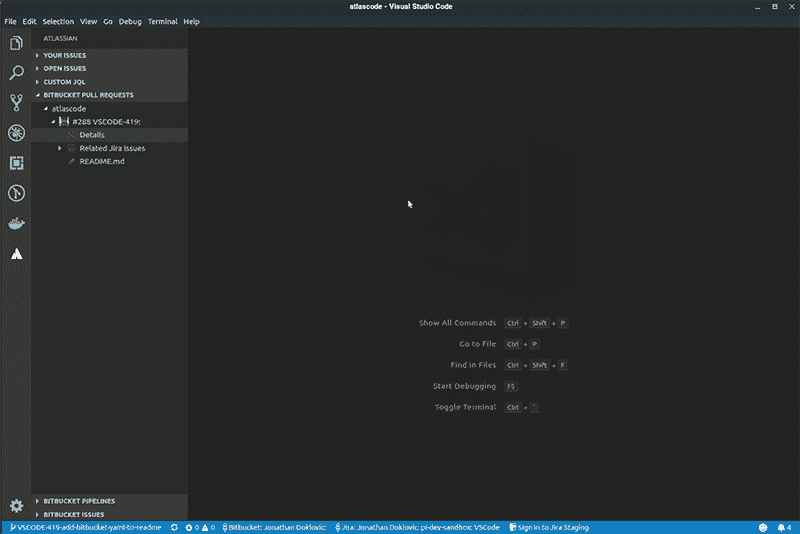 atlascode - Visual Studio Code
File Edit Selection View Go Debug Terminal Help
ATLASSIAN
YOUR ISSUES
OPEN ISSUES
CUSTOM JQL
BITBUCKET PULL REQUESTS
atlascode
#288 VSCODE-419:
Details
Related Jira Issues
README.md
Show All Commands Ctrl + Shift + P
Go to File Ctrl + P
Find in Files Ctrl + Shift + F
Start Debugging F5
Toggle Terminal Ctrl + `
BITBUCKET PIPELINES
BITBUCKET ISSUES
VSCODE-419-add-bitbucket-yaml-to-readme 0 0 Bitbucket: Jonathan Doklovic Jira: Jonathan Doklovic: pi-dev-sandbox: VSCode Sign in to Jira Staging 4